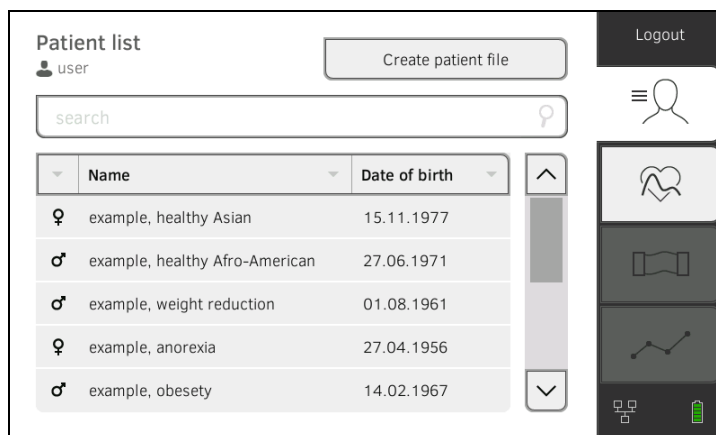 Patient list
user
Create patient file
Logout
search
Name Date of birth
♀ example, healthy Asian 15.11.1977
♂ example, healthy Afro-American 27.06.1971
♂ example, weight reduction 01.08.1961
♀ example, anorexia 27.04.1956
♂ example, obesety 14.02.1967